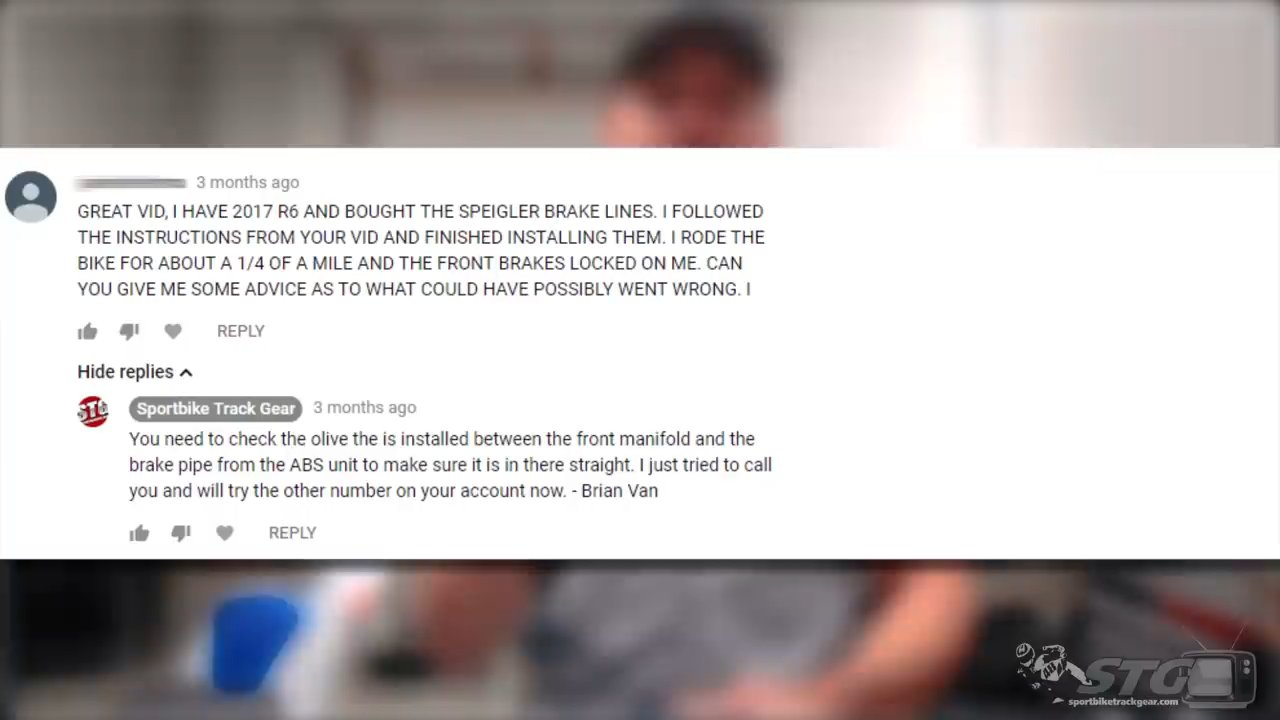 3 months ago
GREAT VID, I HAVE 2017 R6 AND BOUGHT THE SPEIGLER BRAKE LINES. I FOLLOWED
THE INSTRUCTIONS FROM YOUR VID AND FINISHED INSTALLING THEM. I RODE THE
BIKE FOR ABOUT A 1/4 OF A MILE AND THE FRONT BRAKES LOCKED ON ME. CAN
YOU GIVE ME SOME ADVICE AS TO WHAT COULD HAVE POSSIBLY WENT WRONG. I
REPLY
Hide replies
STG
Sportbike Track Gear 3 months ago
You need to check the olive the is installed between the front manifold and the
brake pipe from the ABS unit to make sure it is in there straight. I just tried to call
you and will try the other number on your account now. - Brian Van
REPLY
STG
sportbiketrackgear.com